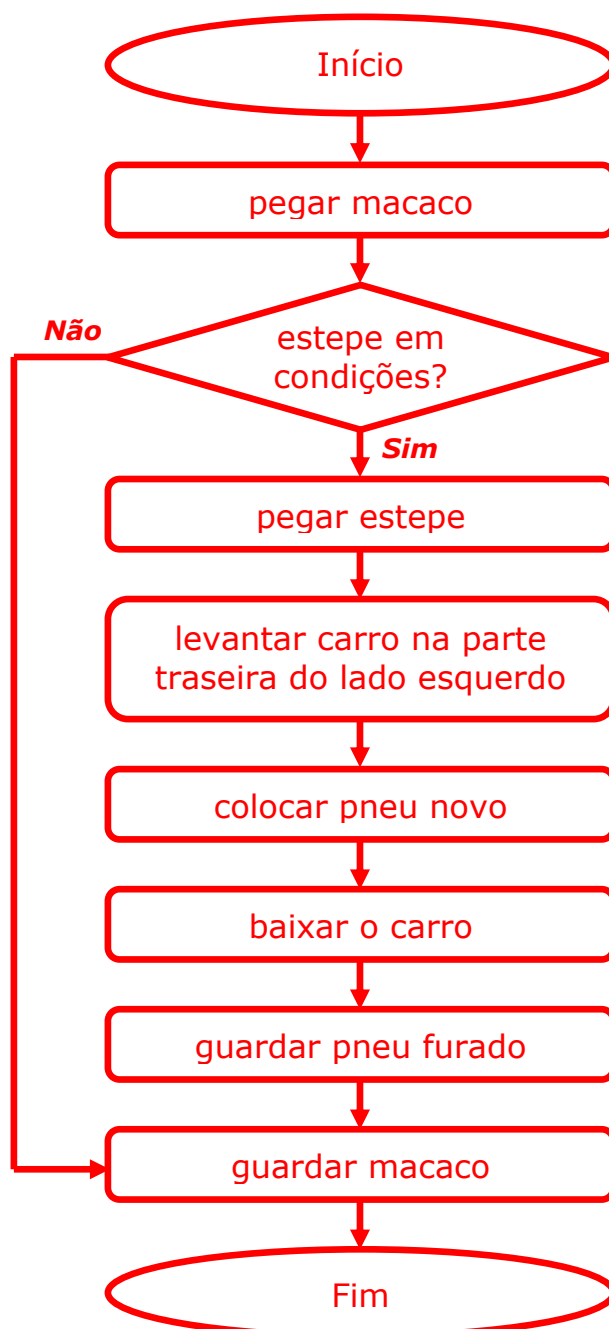 Início
pegar macaco
Não
estepe em
condições?
Sim
pegar estepe
levantar carro na parte
traseira do lado esquerdo
colocar pneu novo
baixar o carro
guardar pneu furado
guardar macaco
Fim